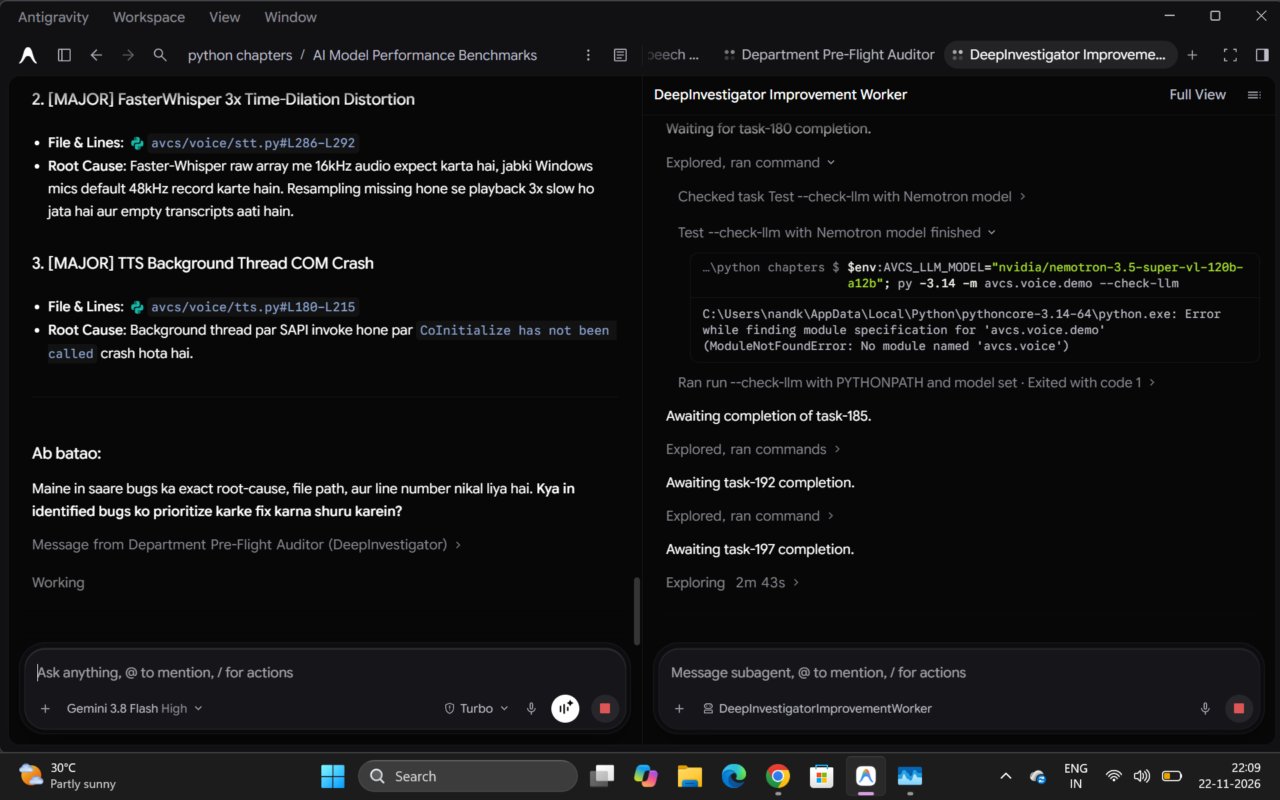 Antigravity Workspace View Window
python chapters / AI Model Performance Benchmarks
peech ... Department Pre-Flight Auditor DeepInvestigator Improveme...
2. [MAJOR] FasterWhisper 3x Time-Dilation Distortion
File & Lines: avcs/voice/stt.py#L286-L292
Root Cause: Faster-Whisper raw array me 16kHz audio expect karta hai, jabki Windows
mics default 48kHz record karte hain. Resampling missing hone se playback 3x slow ho
jata hai aur empty transcripts aati hain.
3. [MAJOR] TTS Background Thread COM Crash
File & Lines: avcs/voice/tts.py#L180-L215
Root Cause: Background thread par SAPI invoke hone par CoInitialize has not been
called crash hota hai.
Ab batao:
Maine in saare bugs ka exact root-cause, file path, aur line number nikal liya hai. Kya in
identified bugs ko prioritize karke fix karna shuru karein?
Message from Department Pre-Flight Auditor (DeepInvestigator)
Working
Ask anything, @ to mention, / for actions
Gemini 3.8 Flash High Turbo
DeepInvestigator Improvement Worker Full View
Waiting for task-180 completion.
Explored, ran command
Checked task Test --check-llm with Nemotron model
Test --check-llm with Nemotron model finished
…\python chapters $ $env:AVCS_LLM_MODEL="nvidia/nemotron-3.5-super-vl-120b-
a12b"; py -3.14 -m avcs.voice.demo --check-llm
C:\Users\nandk\AppData\Local\Python\pythoncore-3.14-64\python.exe: Error
while finding module specification for 'avcs.voice.demo'
(ModuleNotFoundError: No module named 'avcs.voice')
Ran run --check-llm with PYTHONPATH and model set · Exited with code 1
Awaiting completion of task-185.
Explored, ran commands
Awaiting task-192 completion.
Explored, ran command
Awaiting task-197 completion.
Exploring 2m 43s
Message subagent, @ to mention, / for actions
DeepInvestigatorImprovementWorker
30°C
Partly sunny
Search
ENG
IN
22:09
22-11-2026